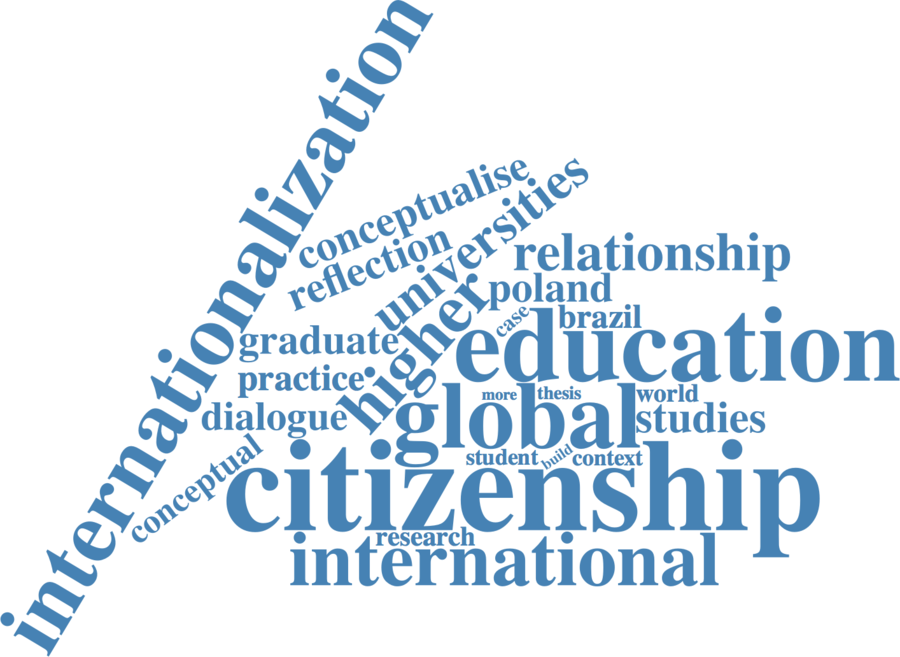 internationalization
conceptualise
reflection
universities
relationship
poland
higher
case
brazil
graduate
education
practice
more
thesis
world
dialogue
global
studies
conceptual
student
build
context
citizenship
research
international